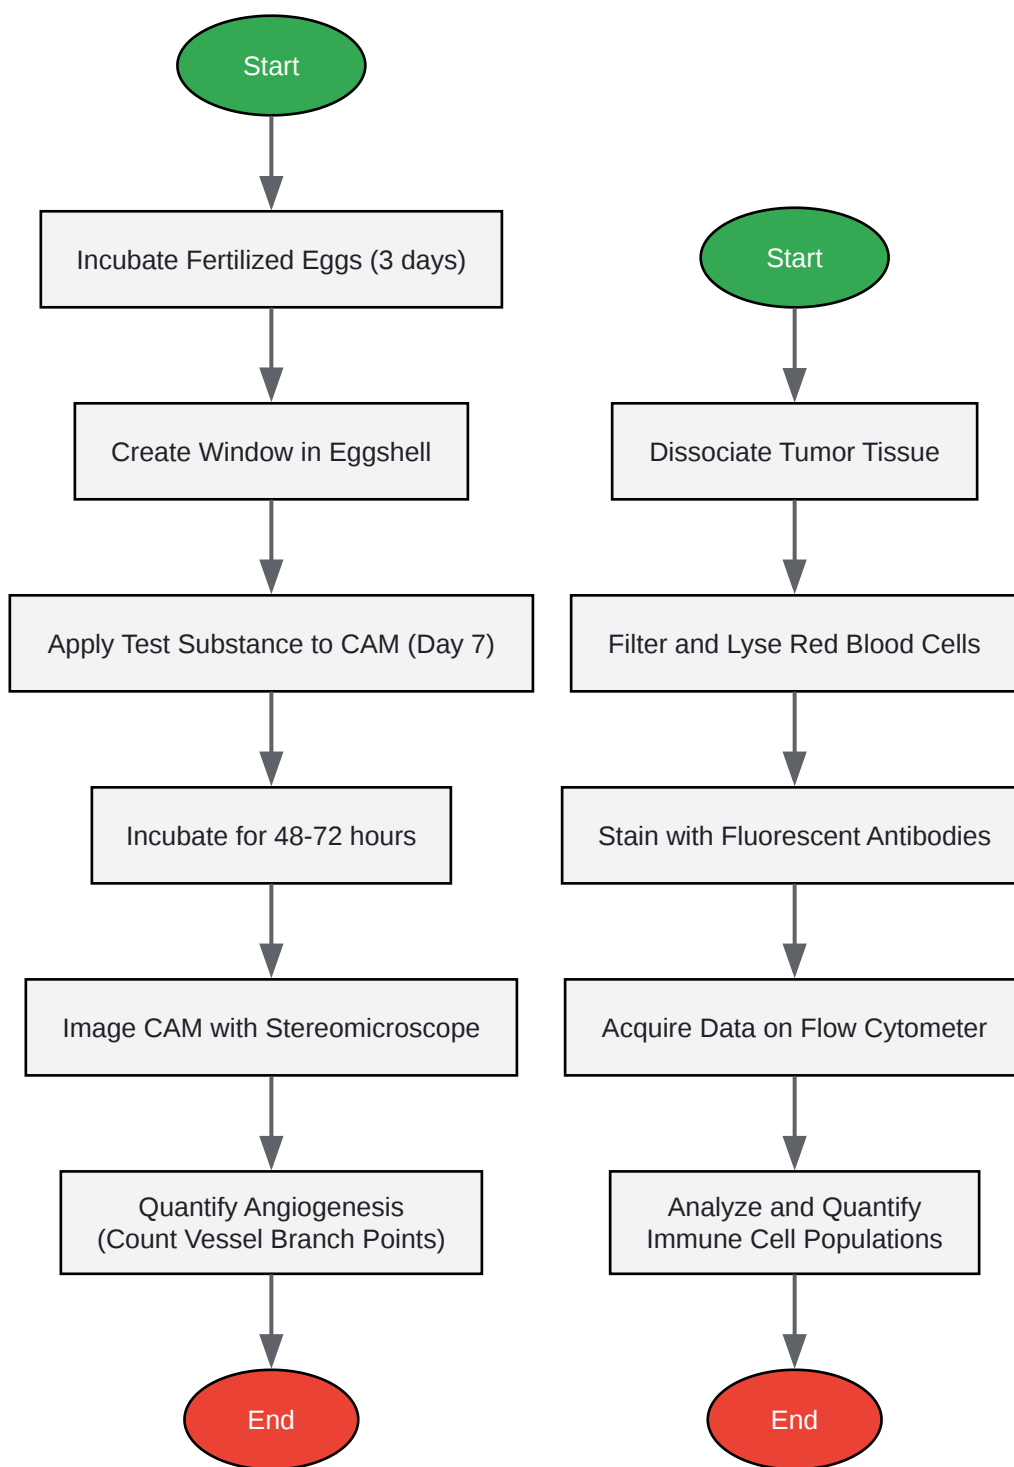 Start
Incubate Fertilized Eggs (3 days)
Create Window in Eggshell
Apply Test Substance to CAM (Day 7)
Incubate for 48-72 hours
Image CAM with Stereomicroscope
Quantify Angiogenesis
(Count Vessel Branch Points)
End
Start
Dissociate Tumor Tissue
Filter and Lyse Red Blood Cells
Stain with Fluorescent Antibodies
Acquire Data on Flow Cytometer
Analyze and Quantify
Immune Cell Populations
End